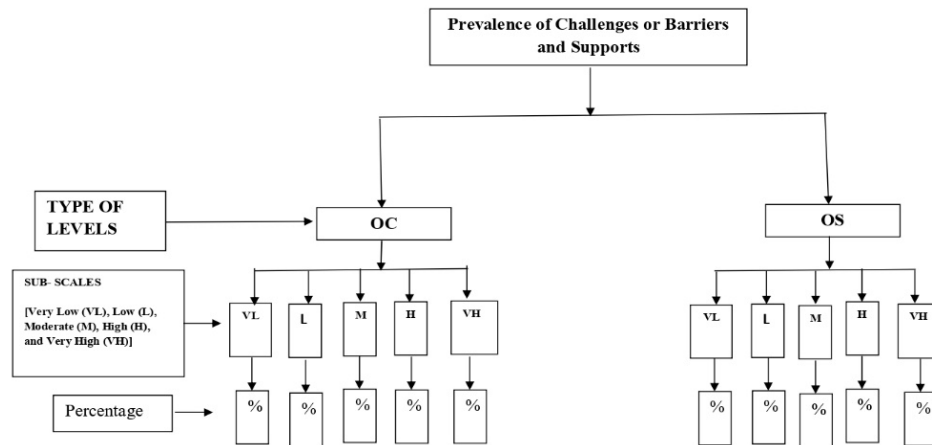 Prevalence of Challenges or Barriers
and Supports
TYPE OF
LEVELS
OC
OS
SUB- SCALES
[Very Low (VL), Low (L),
Moderate (M), High (H),
and Very High (VH)]
VL
L
M
H
VH
VL
L
M
H
VH
Percentage
%
%
%
%
%
%
%
%
%
%